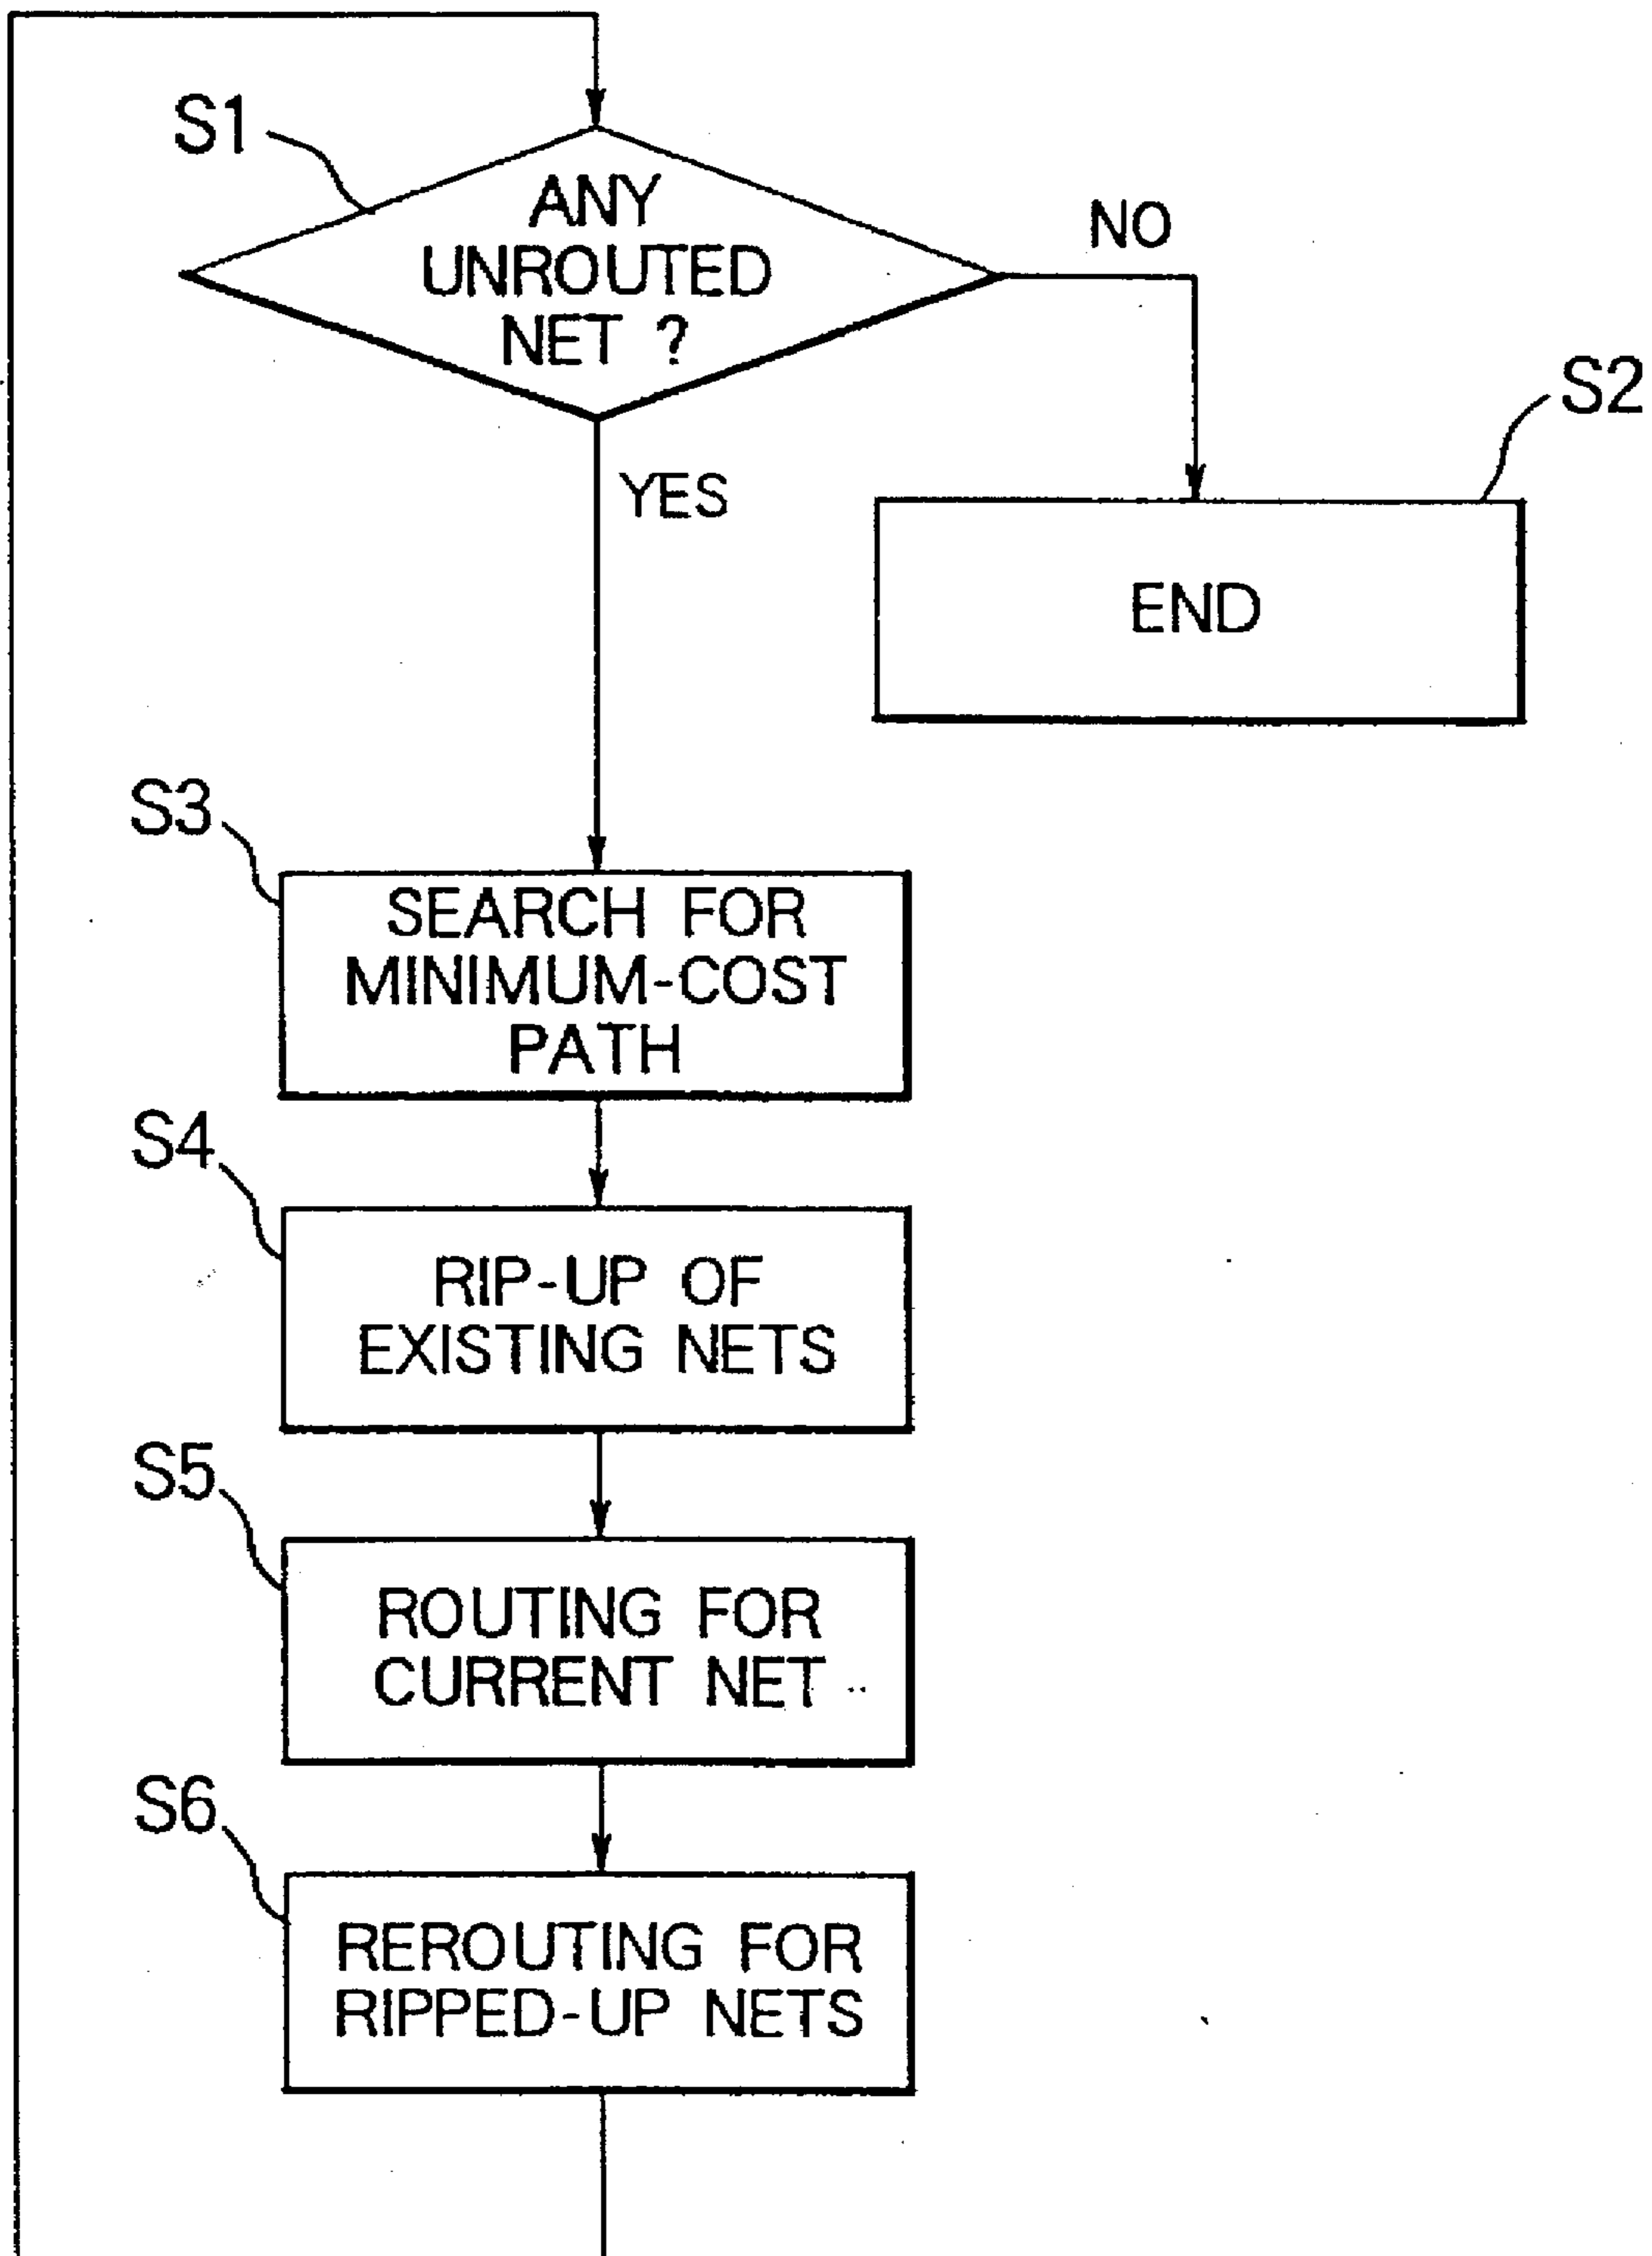 S1
ANY
UNROUTED
NET ?
NO
S2
YES
END
S3
SEARCH FOR
MINIMUM-COST
PATH
S4
RIP-UP OF
EXISTING NETS
S5
ROUTING FOR
CURRENT NET
S6
REROUTING FOR
RIPPED-UP NETS